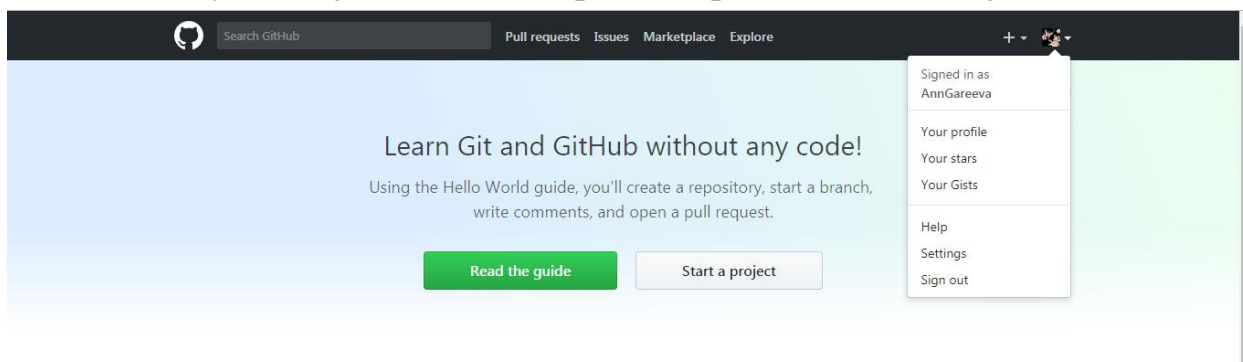 Search GitHub
Pull requests Issues Marketplace Explore
Signed in as
AnnGareeva
Your profile
Your stars
Your Gists
Help
Settings
Sign out
Learn Git and GitHub without any code!
Using the Hello World guide, you'll create a repository, start a branch,
write comments, and open a pull request.
Read the guide
Start a project